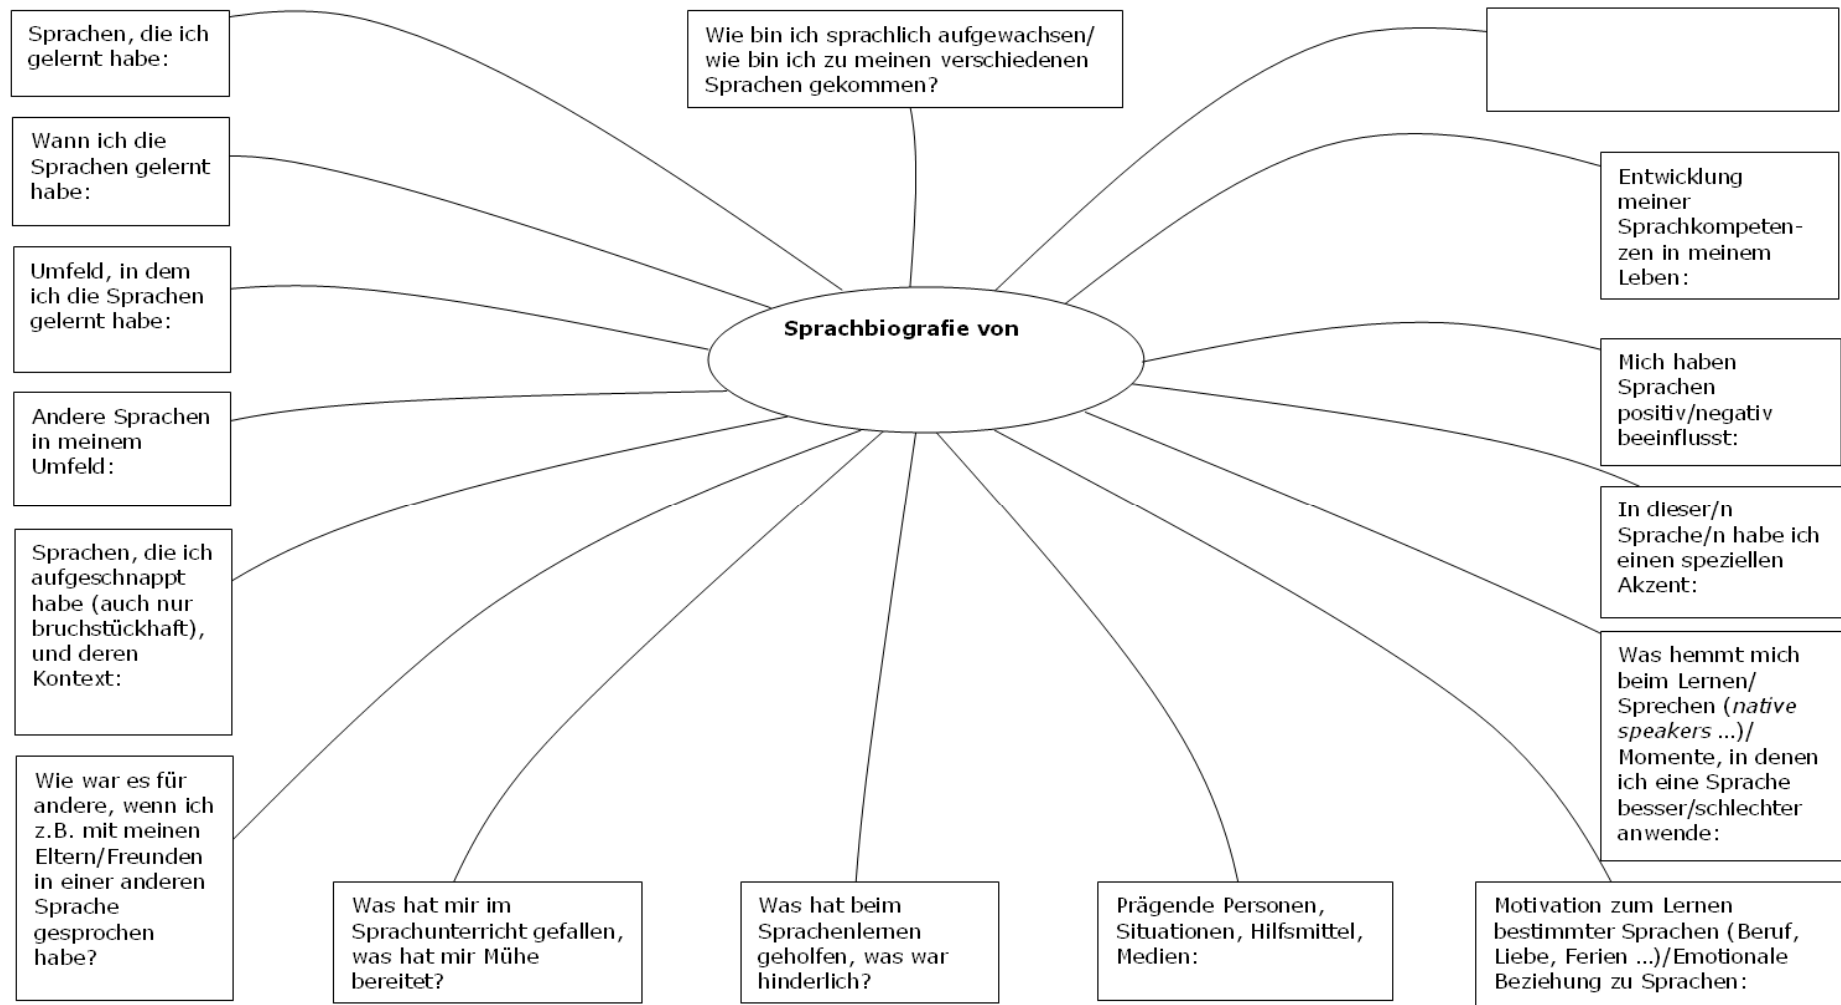 Sprachen, die ich
gelernt habe:
Wie bin ich sprachlich aufgewachsen/
wie bin ich zu meinen verschiedenen
Sprachen gekommen?
Wann ich die
Sprachen gelernt
habe:
Entwicklung
meiner
Sprachkompeten-
zen in meinem
Leben:
Umfeld, in dem
ich die Sprachen
gelernt habe:
Sprachbiografie von
Mich haben
Sprachen
positiv/negativ
beeinflusst:
Andere Sprachen
in meinem
Umfeld:
In dieser/n
Sprache/n habe ich
einen speziellen
Akzent:
Sprachen, die ich
aufgeschnappt
habe (auch nur
bruchstückhaft),
und deren
Kontext:
Was hemmt mich
beim Lernen/
Sprechen (native
speakers ...)/
Momente, in denen
ich eine Sprache
besser/schlechter
anwende:
Wie war es für
andere, wenn ich
z.B. mit meinen
Eltern/Freunden
in einer anderen
Sprache
gesprochen
habe?
Was hat mir im
Sprachunterricht gefallen,
was hat mir Mühe
bereitet?
Was hat beim
Sprachenlernen
geholfen, was war
hinderlich?
Prägende Personen,
Situationen, Hilfsmittel,
Medien:
Motivation zum Lernen
bestimmter Sprachen (Beruf,
Liebe, Ferien ...)/Emotionale
Beziehung zu Sprachen: